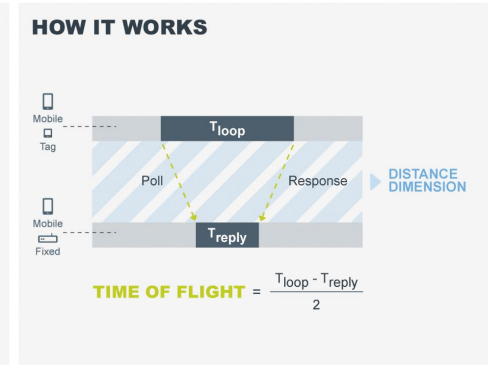 HOW IT WORKS
Mobile
Tag
Tloop
Poll
Response
DISTANCE
DIMENSION
Mobile
Fixed
Treply
TIME OF FLIGHT = Tloop - Treply
2